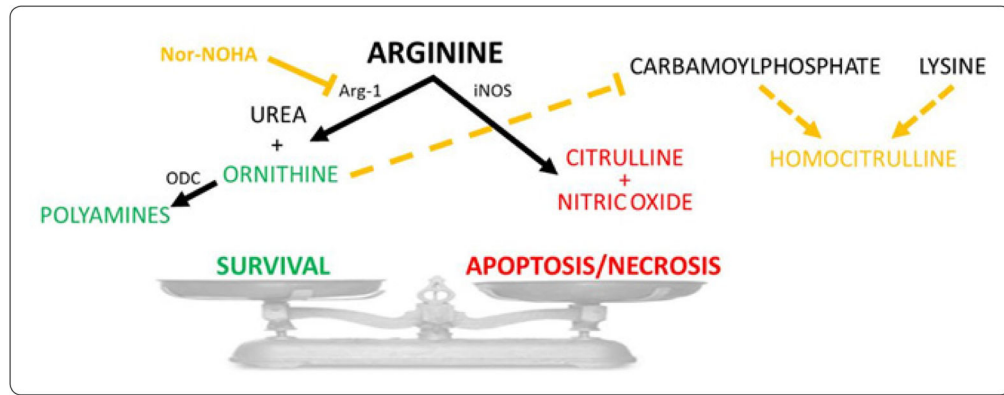 ARGININE
Nor-NOHA
Arg-1
iNOS
CARBAMOYLPHOSPHATE
LYSINE
UREA
+
ORNITHINE
ODC
POLYAMINES
CITRULLINE
+
NITRIC OXIDE
HOMOCITRULLINE
SURVIVAL
APOPTOSIS/NECROSIS